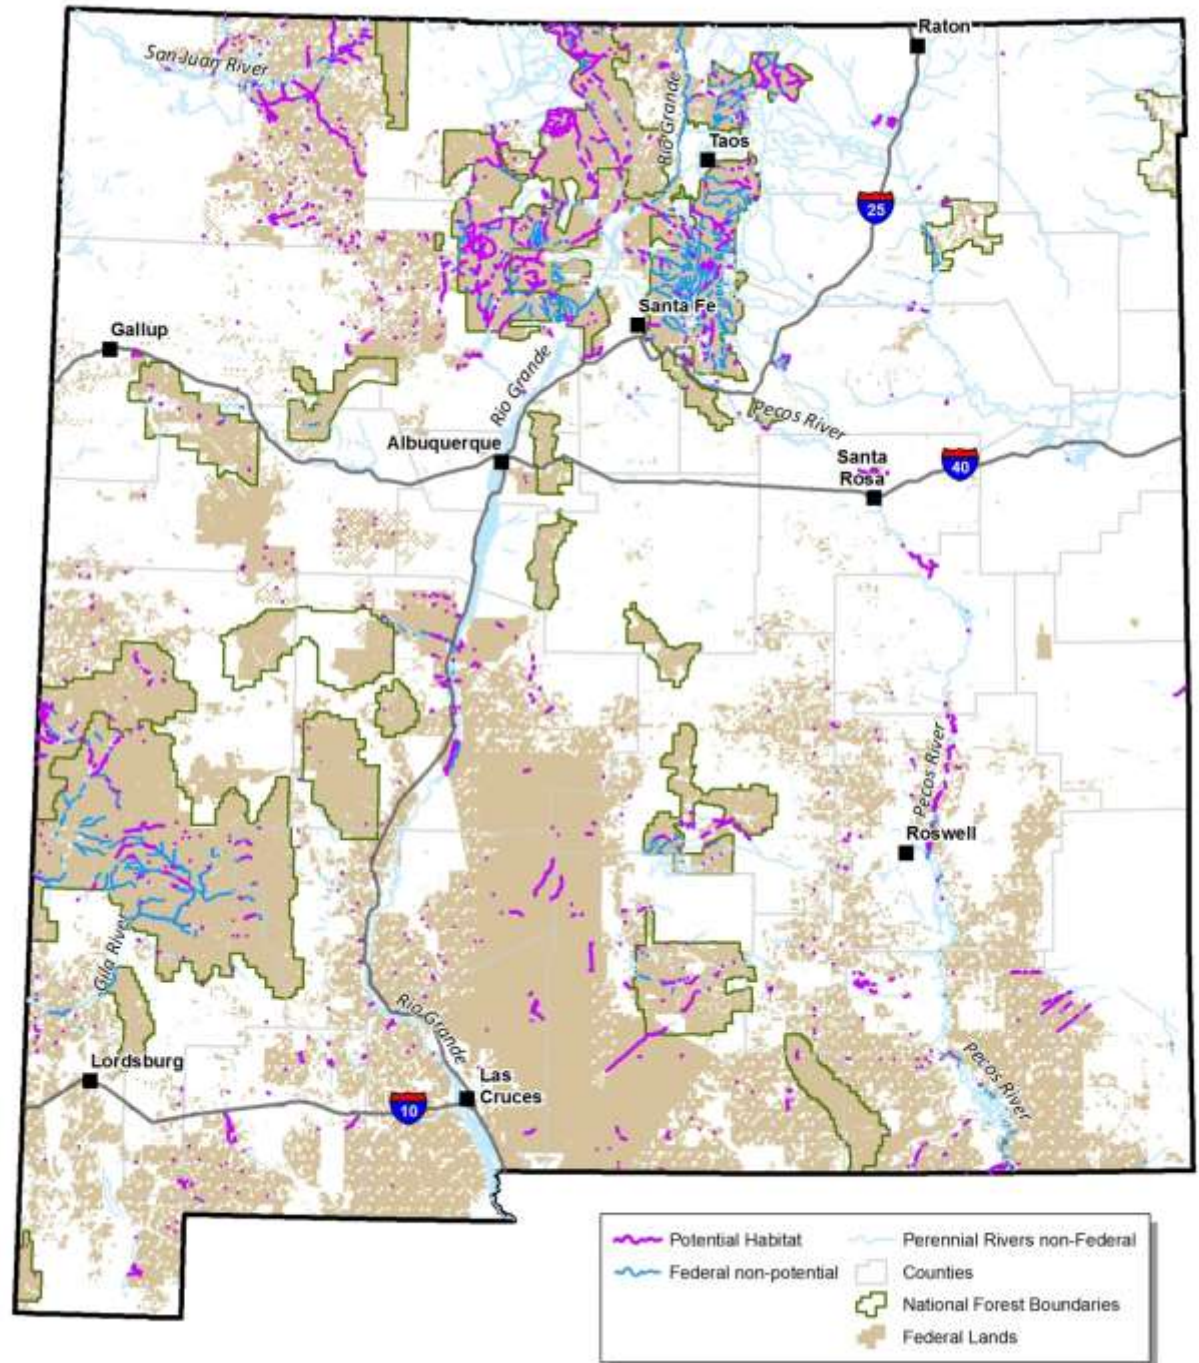 Raton
San Juan River
Rio Grande
Taos
25
Santa Fe
Gallup
Rio Grande
Pecos River
Albuquerque
Santa
Rosa
40
Pecos River
Roswell
Gila River
Rio Grande
Pecos River
Lordsburg
Las
Cruces
10
Potential Habitat
Perennial Rivers non-Federal
Federal non-potential
Counties
National Forest Boundaries
Federal Lands